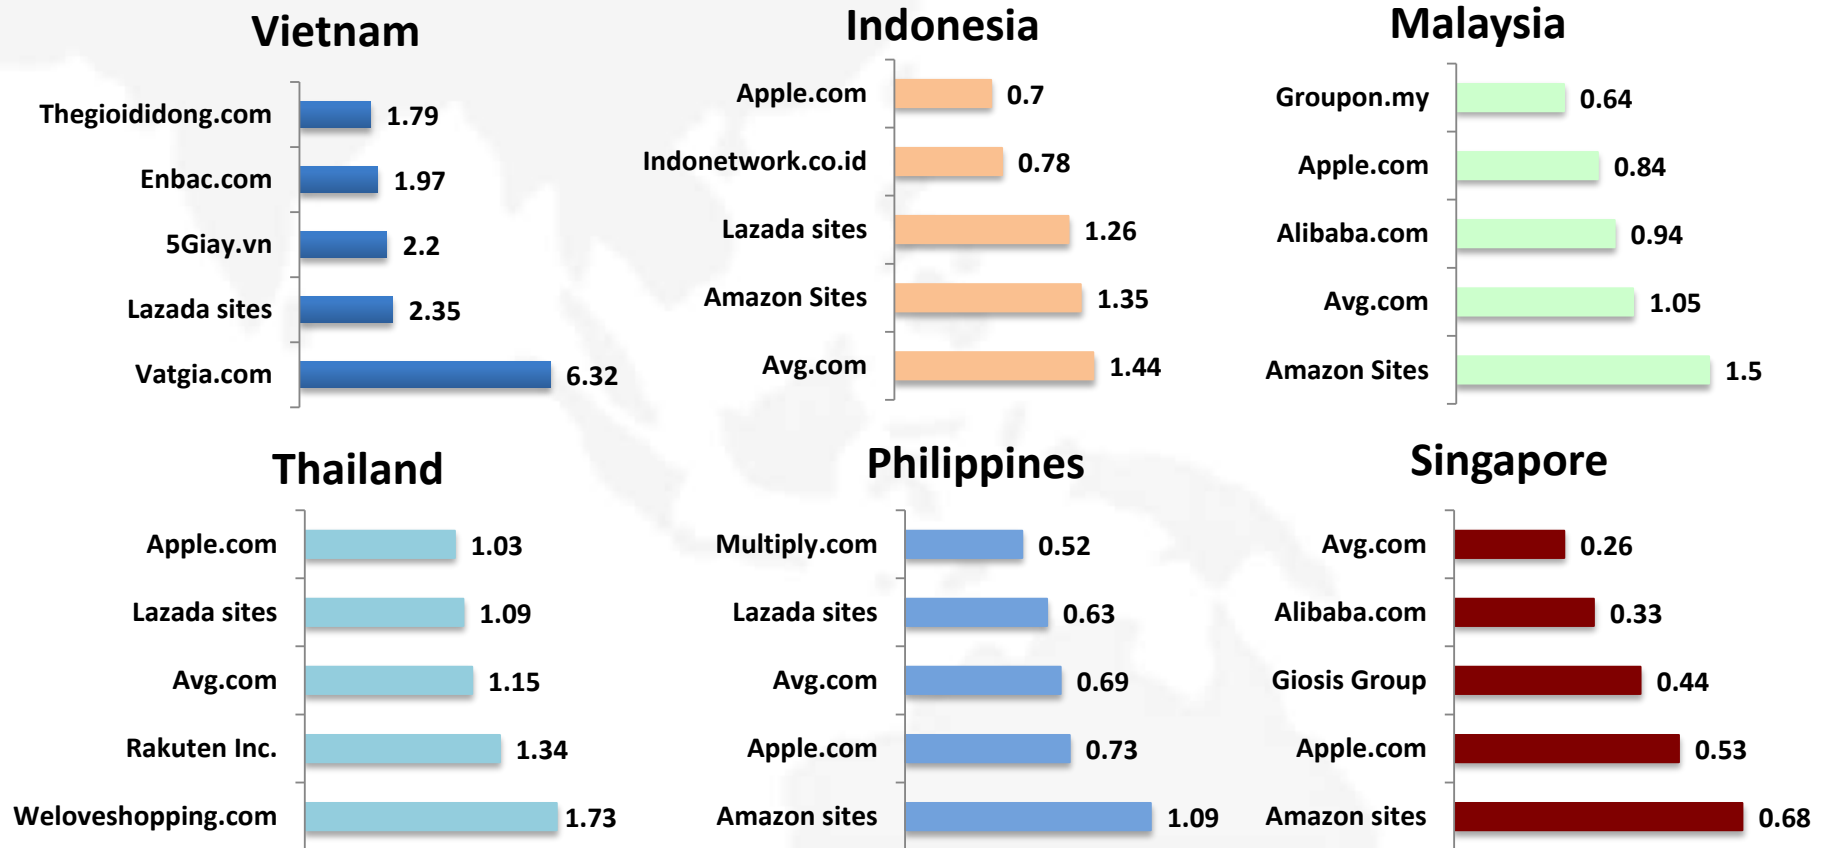 Vietnam
Thegioididong.com 1.79
Enbac.com 1.97
5Giay.vn 2.2
Lazada sites 2.35
Vatgia.com 6.32
Indonesia
Apple.com 0.7
Indonetwork.co.id 0.78
Lazada sites 1.26
Amazon Sites 1.35
Avg.com 1.44
Malaysia
Groupon.my 0.64
Apple.com 0.84
Alibaba.com 0.94
Avg.com 1.05
Amazon Sites 1.5
Thailand
Apple.com 1.03
Lazada sites 1.09
Avg.com 1.15
Rakuten Inc. 1.34
Weloveshopping.com 1.73
Philippines
Multiply.com 0.52
Lazada sites 0.63
Avg.com 0.69
Apple.com 0.73
Amazon sites 1.09
Singapore
Avg.com 0.26
Alibaba.com 0.33
Giosis Group 0.44
Apple.com 0.53
Amazon sites 0.68